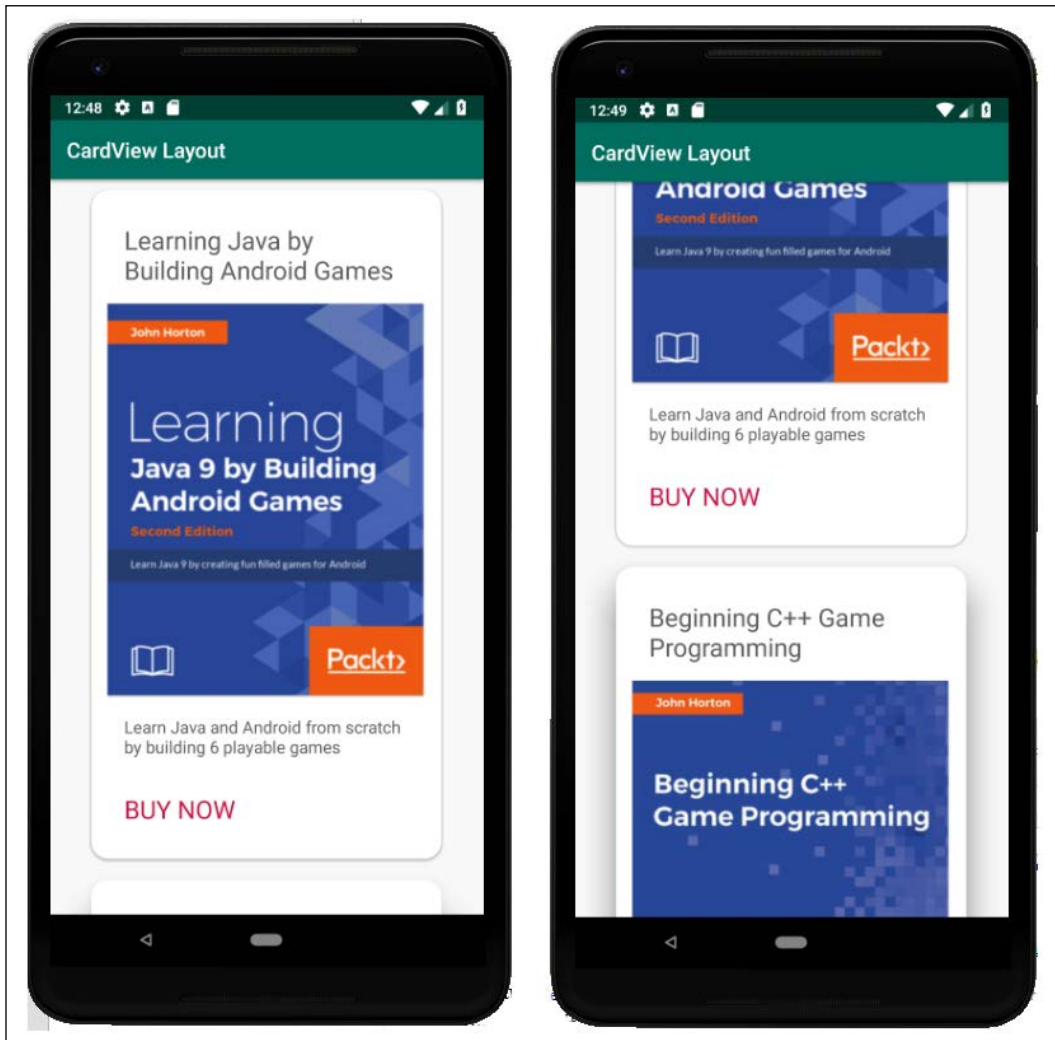 12:48
CardView Layout
Learning Java by
Building Android Games
John Horton
Learning
Java 9 by Building
Android Games
Second Edition
Learn Java 9 by creating fun filled games for Android
Packt>
Learn Java and Android from scratch
by building 6 playable games
BUY NOW
12:49
CardView Layout
Android Games
Second Edition
Learn Java 9 by creating fun filled games for Android
Packt>
Learn Java and Android from scratch
by building 6 playable games
BUY NOW
Beginning C++ Game
Programming
John Horton
Beginning C++
Game Programming